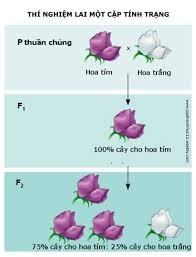 THÍ NGHIỆM LAI MỘT CẶP TÍNH TRẠNG
P thuần chủng
x
Hoa tím
Hoa trắng
F1
100% cây cho hoa tím
F2
75% cây cho hoa tím : 25% cây cho hoa trắng